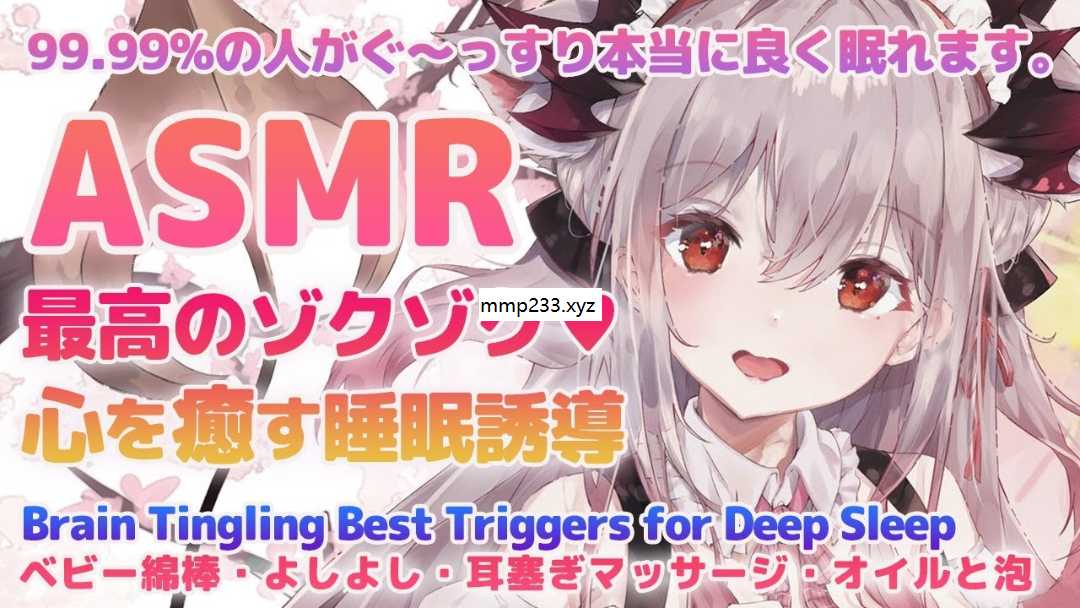 99.99%の人がぐ～っすり本当に良く眠れます。
ASMR
最高のゾクゾク♥
mmp233.xyz
心を癒す睡眠誘導
Brain Tingling Best Triggers for Deep Sleep
ベビー綿棒・よしよし・耳塞ぎマッサージ・オイルと泡